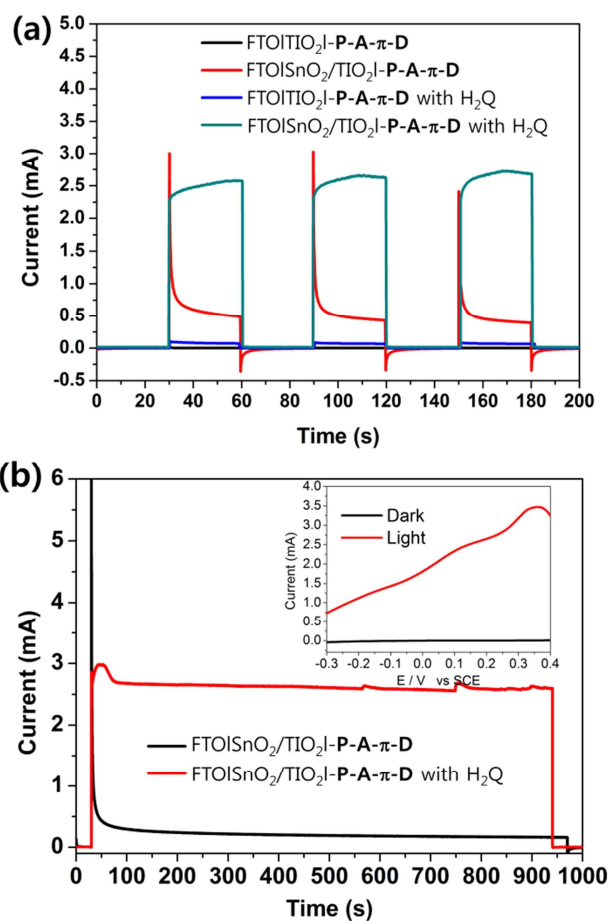 (a)
FTO|TIO₂|-P-A-π-D
FTO|SnO₂/TIO₂|-P-A-π-D
FTO|TIO₂|-P-A-π-D with H₂Q
FTO|SnO₂/TIO₂|-P-A-π-D with H₂Q
Current (mA)
5.0
4.5
4.0
3.5
3.0
2.5
2.0
1.5
1.0
0.5
0.0
-0.5
0 20 40 60 80 100 120 140 160 180 200
Time (s)
(b)
Current (mA)
6
5
4
3
2
1
0
Dark
Light
Current (mA)
4.0
3.5
3.0
2.5
2.0
1.5
1.0
0.5
0.0
-0.3 -0.2 -0.1 0.0 0.1 0.2 0.3 0.4
E / V vs SCE
FTO|SnO₂/TIO₂|-P-A-π-D
FTO|SnO₂/TIO₂|-P-A-π-D with H₂Q
0 100 200 300 400 500 600 700 800 900 1000
Time (s)